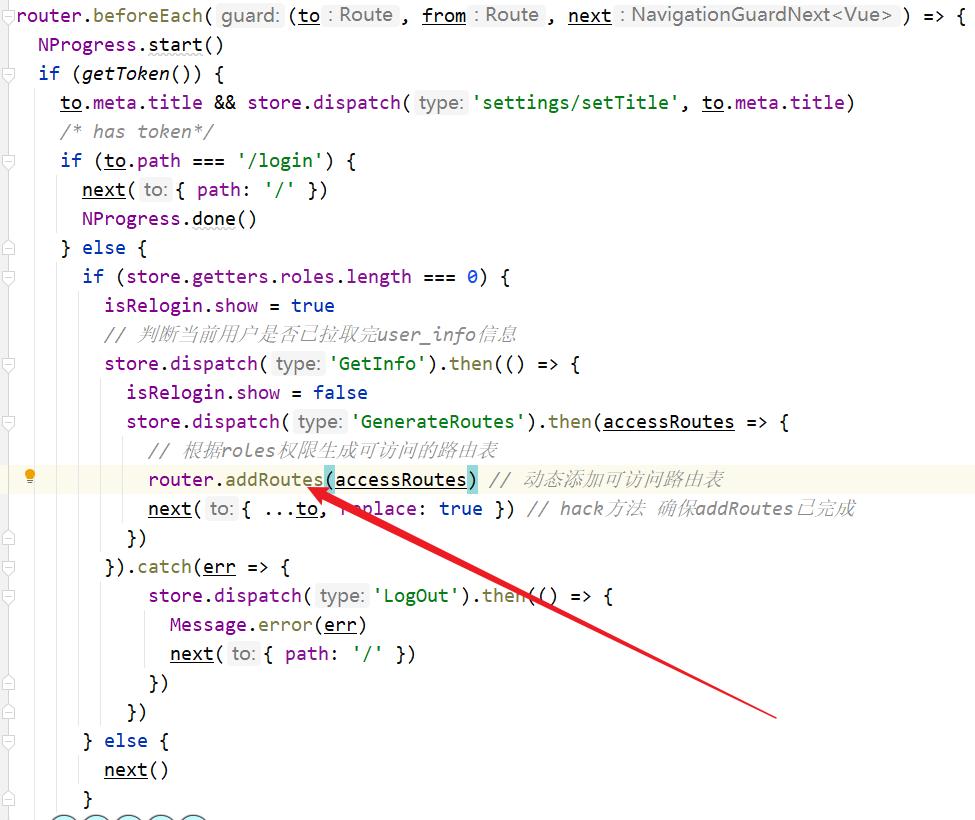 router.beforeEach( guard: (to : Route , from : Route , next : NavigationGuardNext<Vue> ) => {
NProgress.start()
if (getToken()) {
to.meta.title && store.dispatch( type: 'settings/setTitle', to.meta.title)
/* has token*/
if (to.path === '/login') {
next( to: { path: '/' })
NProgress.done()
} else {
if (store.getters.roles.length === 0) {
isRelogin.show = true
// 判断当前用户是否已拉取完user_info信息
store.dispatch( type: 'GetInfo').then(() => {
isRelogin.show = false
store.dispatch( type: 'GenerateRoutes').then(accessRoutes => {
// 根据roles权限生成可访问的路由表
router.addRoutes(accessRoutes) // 动态添加可访问路由表
next( to: { ...to, replace: true }) // hack方法 确保addRoutes已完成
})
}).catch(err => {
store.dispatch( type: 'LogOut').then(() => {
Message.error(err)
next( to: { path: '/' })
})
})
} else {
next()
}